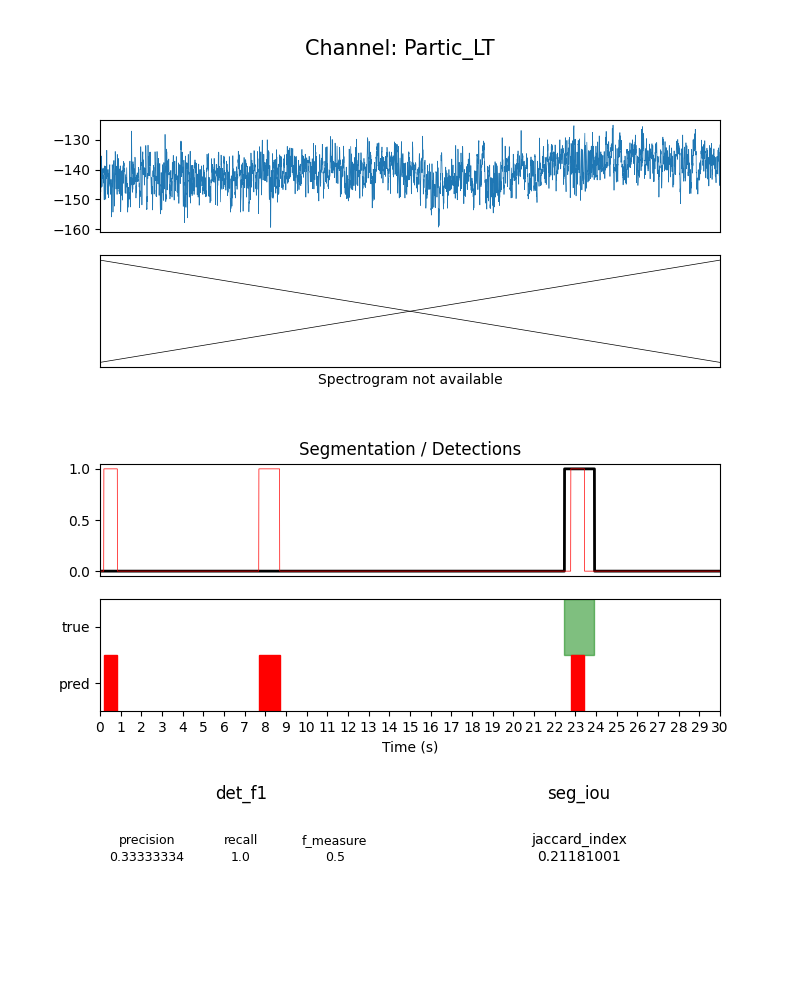 Channel: Partic_LT
−130
−140
−150
−160
Spectrogram not available
Segmentation / Detections
1.0
0.5
0.0
true
pred
0 1 2 3 4 5 6 7 8 9 10 11 12 13 14 15 16 17 18 19 20 21 22 23 24 25 26 27 28 29 30
Time (s)
det_f1 seg_iou
precision recall f_measure jaccard_index
0.33333334 1.0 0.5 0.21181001